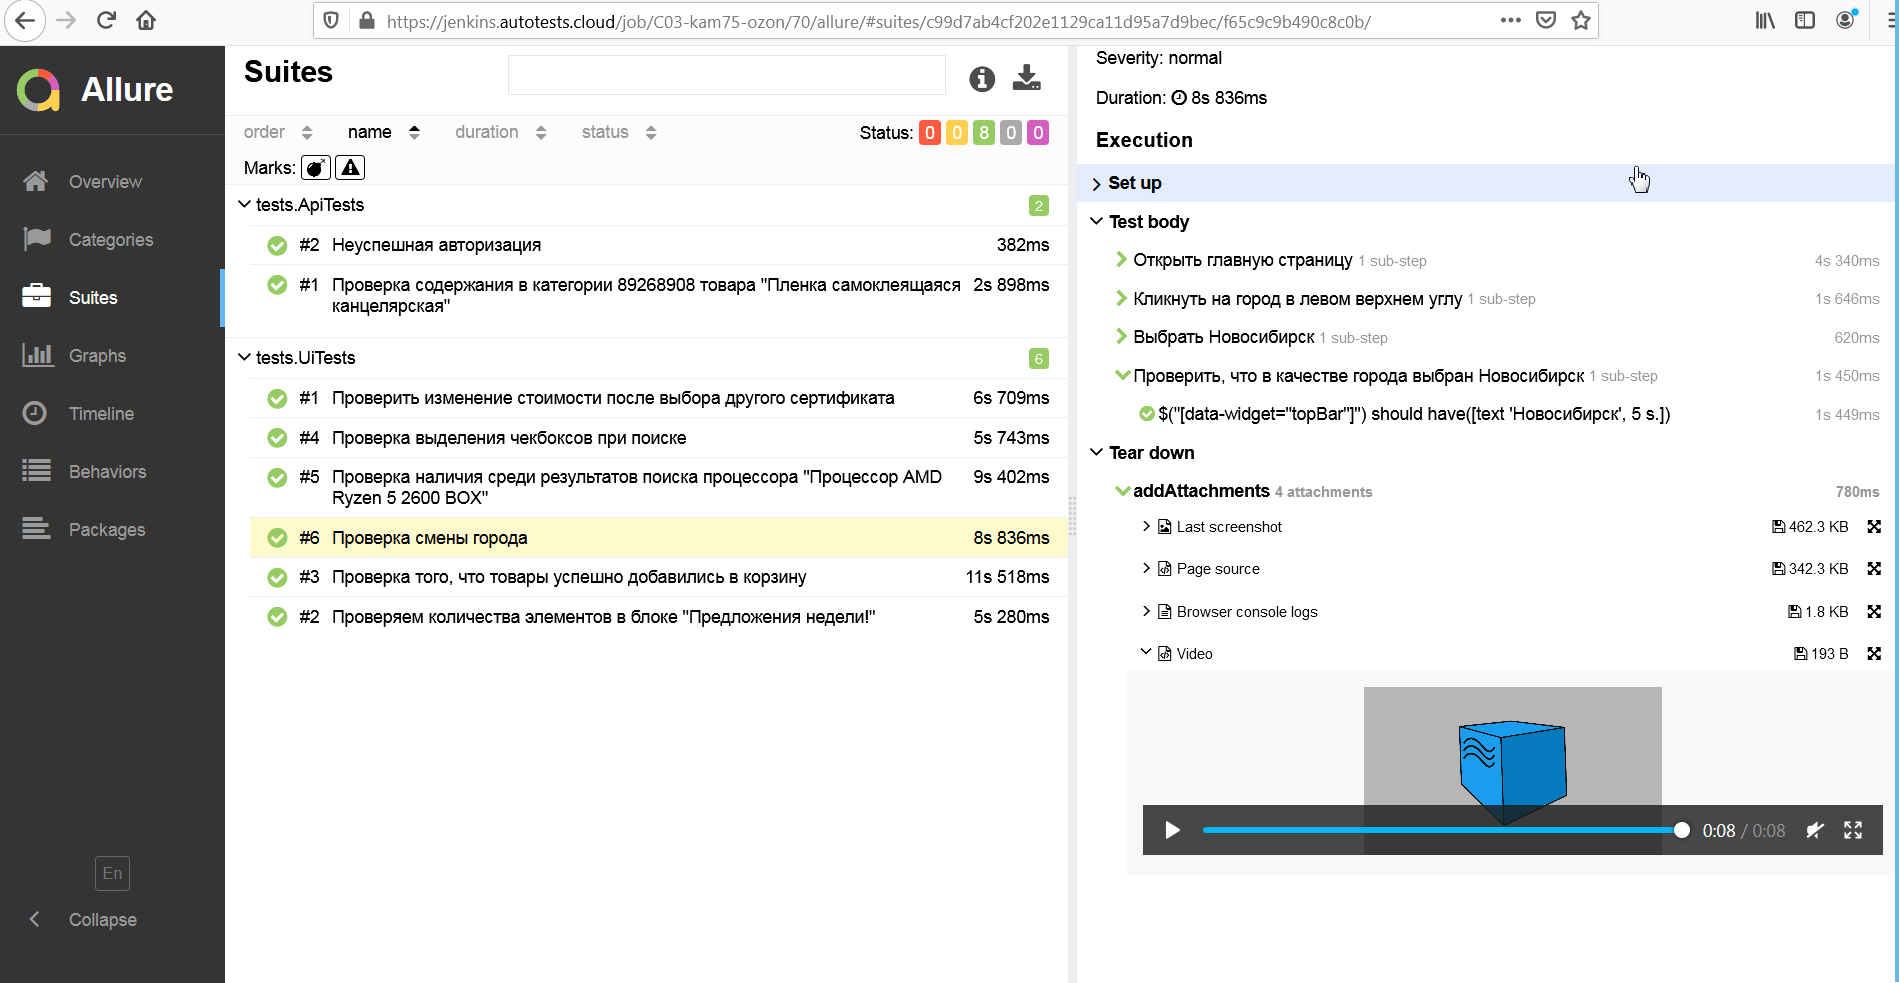 https://jenkins.autotests.cloud/job/C03-kam75-ozon/70/allure/#suites/c99d7ab4cf202e1129ca11d95a7d9bec/f65c9c9b490c8c0b/
Allure
Overview
Categories
Suites
Graphs
Timeline
Behaviors
Packages
En
Collapse
Suites
order name duration status Status: 0 0 8 0 0
Marks:
tests.ApiTests 2
#2 Неуспешная авторизация 382ms
#1 Проверка содержания в категории 89268908 товара "Пленка самоклеящаяся 2s 898ms
канцелярская"
tests.UiTests 6
#1 Проверить изменение стоимости после выбора другого сертификата 6s 709ms
#4 Проверка выделения чекбоксов при поиске 5s 743ms
#5 Проверка наличия среди результатов поиска процессора "Процессор AMD 9s 402ms
Ryzen 5 2600 BOX"
#6 Проверка смены города 8s 836ms
#3 Проверка того, что товары успешно добавились в корзину 11s 518ms
#2 Проверяем количества элементов в блоке "Предложения недели!" 5s 280ms
Severity: normal
Duration: 8s 836ms
Execution
Set up
Test body
Открыть главную страницу 1 sub-step 4s 340ms
Кликнуть на город в левом верхнем углу 1 sub-step 1s 646ms
Выбрать Новосибирск 1 sub-step 620ms
Проверить, что в качестве города выбран Новосибирск 1 sub-step 1s 450ms
$("[data-widget="topBar"]") should have([text 'Новосибирск', 5 s.]) 1s 449ms
Tear down
addAttachments 4 attachments 780ms
Last screenshot 462.3 KB
Page source 342.3 KB
Browser console logs 1.8 KB
Video 193 B
0:08 / 0:08